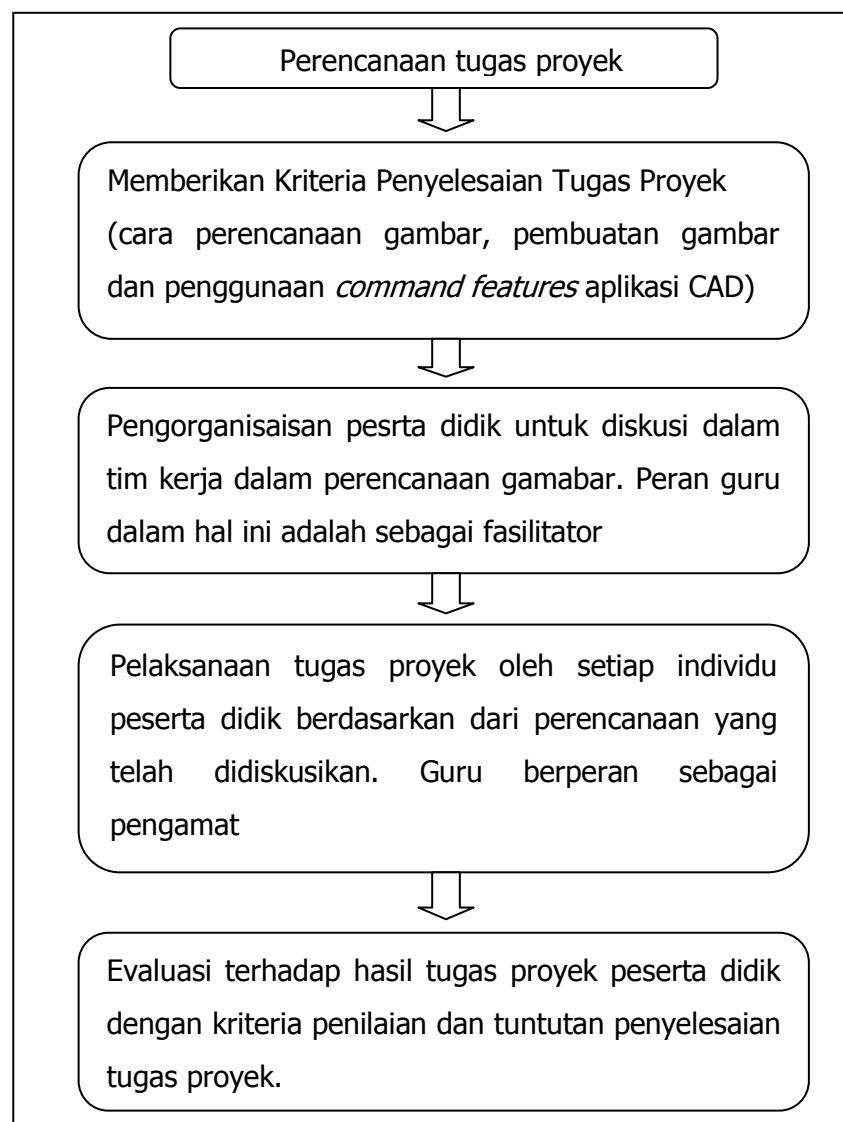 Perencanaan tugas proyek
Memberikan Kriteria Penyelesaian Tugas Proyek
(cara perencanaan gambar, pembuatan gambar
dan penggunaan command features aplikasi CAD)
Pengorganisaisan pesrta didik untuk diskusi dalam
tim kerja dalam perencanaan gamabar. Peran guru
dalam hal ini adalah sebagai fasilitator
Pelaksanaan tugas proyek oleh setiap individu
peserta didik berdasarkan dari perencanaan yang
telah didiskusikan. Guru berperan sebagai
pengamat
Evaluasi terhadap hasil tugas proyek peserta didik
dengan kriteria penilaian dan tuntutan penyelesaian
tugas proyek.